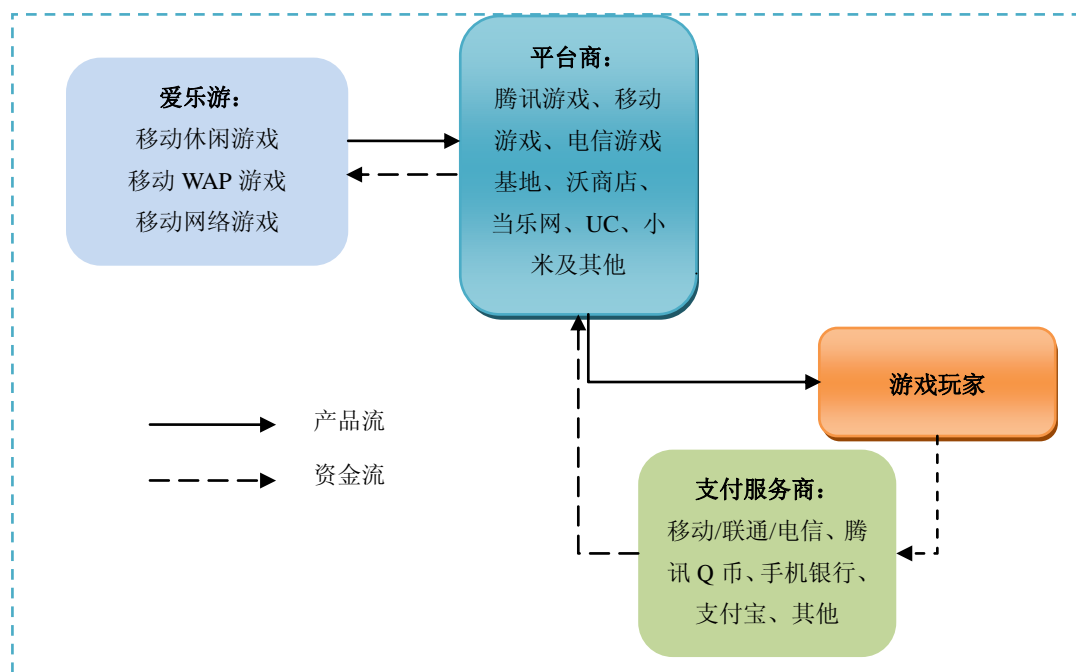 爱乐游：
移动休闲游戏
移动 WAP 游戏
移动网络游戏
平台商：
腾讯游戏、移动
游戏、电信游戏
基地、沃商店、
当乐网、UC、小
米及其他
游戏玩家
产品流
资金流
支付服务商：
移动/联通/电信、腾
讯 Q 币、手机银行、
支付宝、其他